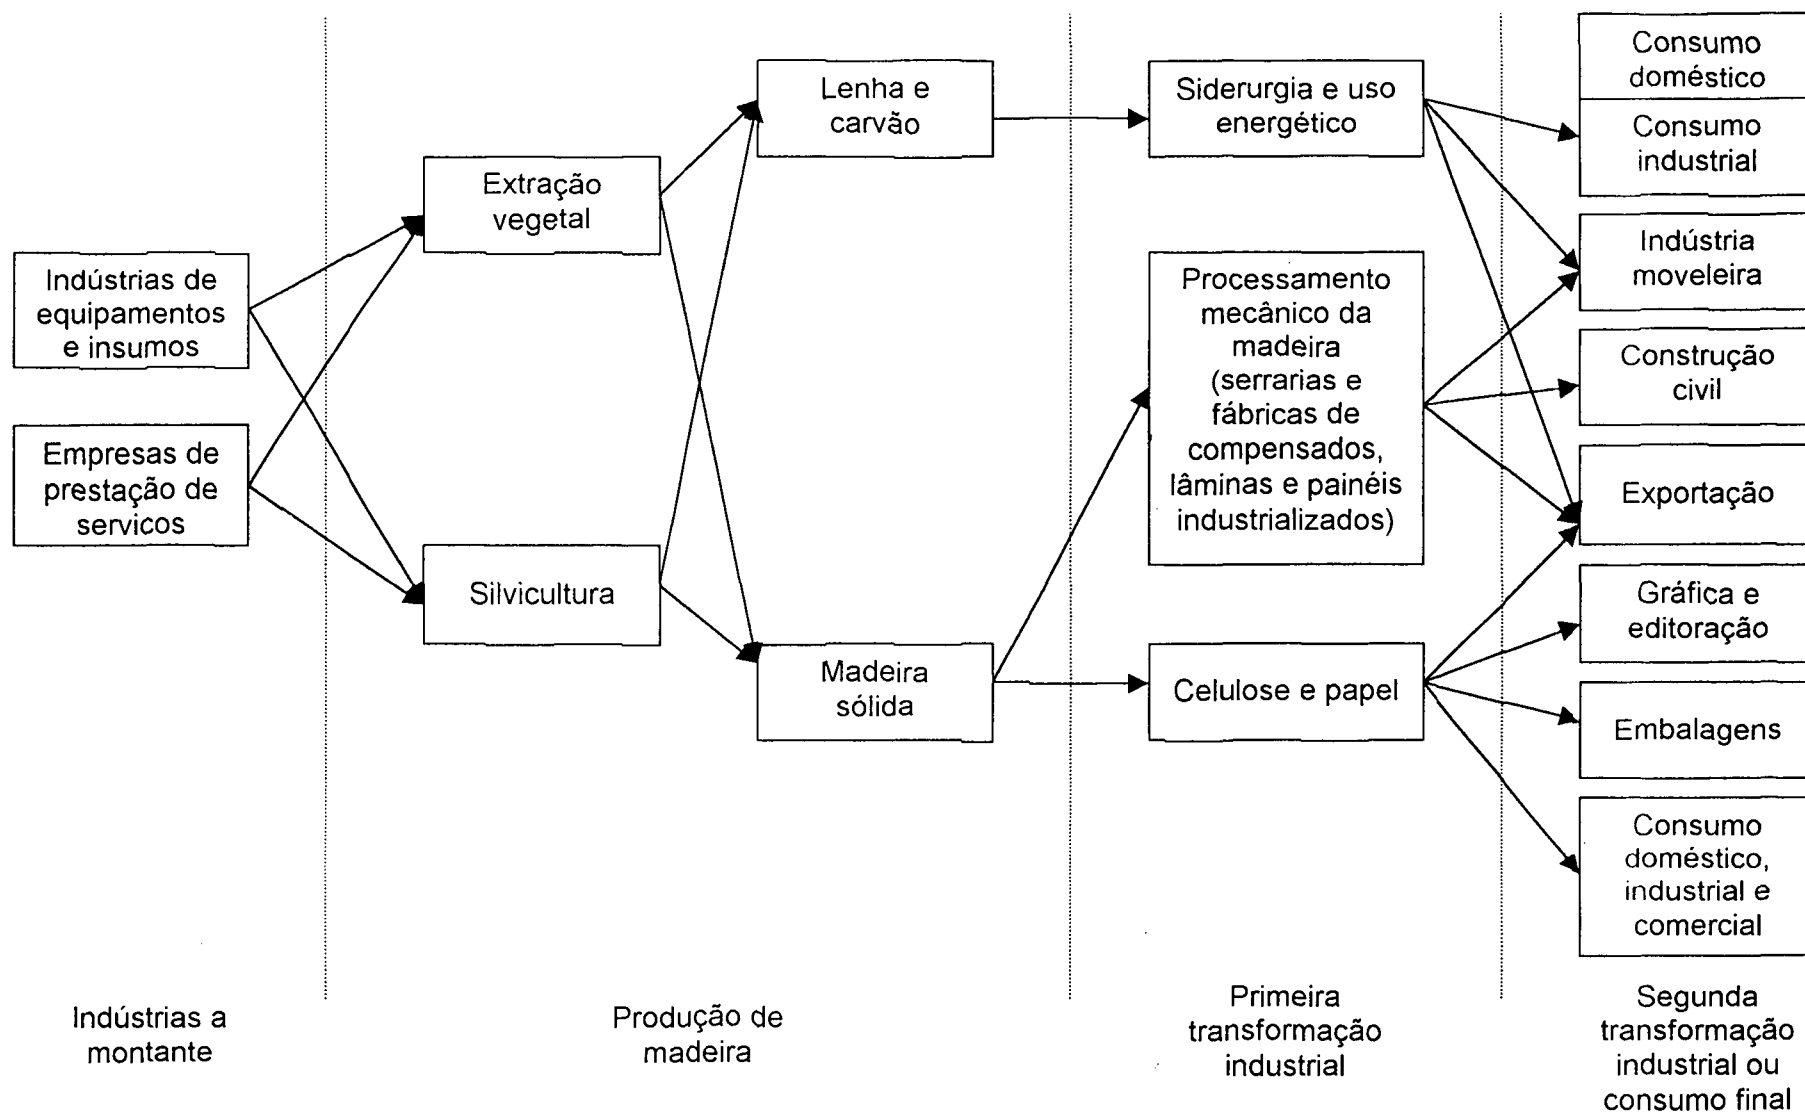 Indústrias de
equipamentos
e insumos
Empresas de
prestação de
servicos
Extração
vegetal
Silvicultura
Lenha e
carvão
Madeira
sólida
Siderurgia e uso
energético
Processamento
mecânico da
madeira
(serrarias e
fábricas de
compensados,
lâminas e painéis
industrializados)
Celulose e papel
Consumo
doméstico
Consumo
industrial
Indústria
moveleira
Construção
civil
Exportação
Gráfica e
editoração
Embalagens
Consumo
doméstico,
industrial e
comercial
Indústrias a
montante
Produção de
madeira
Primeira
transformação
industrial
Segunda
transformação
industrial ou
consumo final